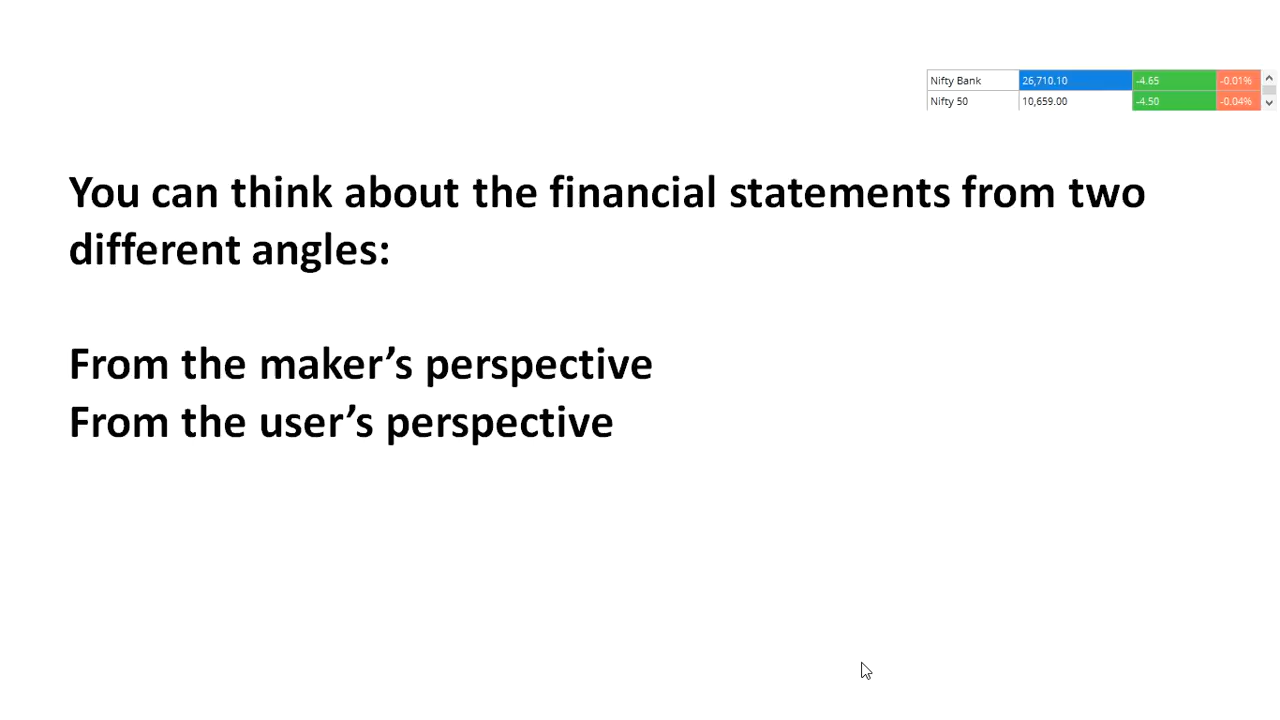 Nifty Bank 26,710.10 -4.65 -0.01%
Nifty 50 10,659.00 -4.50 -0.04%
You can think about the financial statements from two
different angles:
From the maker’s perspective
From the user’s perspective